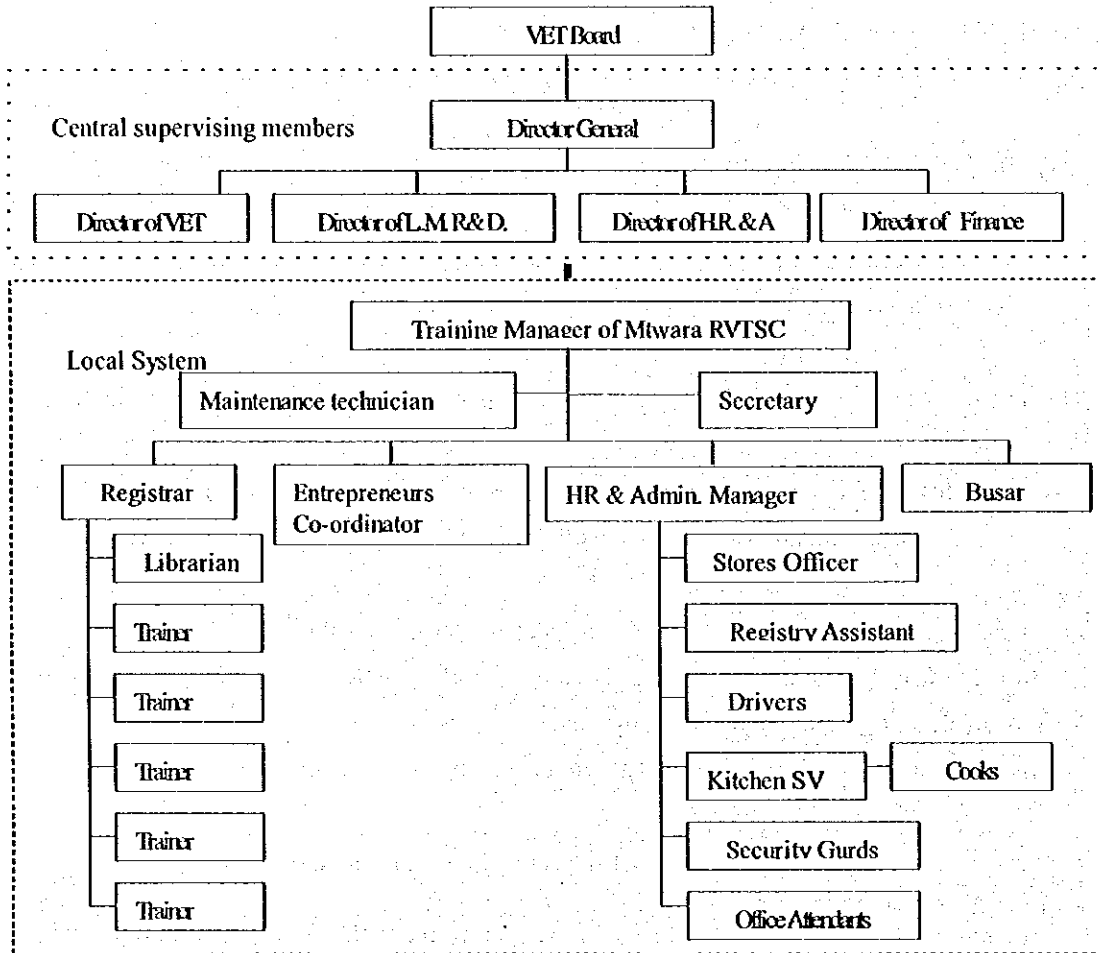 VET Board
Central supervising members
Director General
Director of VET
Director of L.M. R& D.
Director of H.R. & A
Director of Finance
Training Manager of Mtwara RVTSC
Local System
Maintenance technician
Secretary
Registrar
Entrepreneurs
Co-ordinator
HR & Admin. Manager
Busar
Librarian
Trainer
Trainer
Trainer
Trainer
Trainer
Stores Officer
Registry Assistant
Drivers
Kitchen SV
Cooks
Security Gurds
Office Attendants